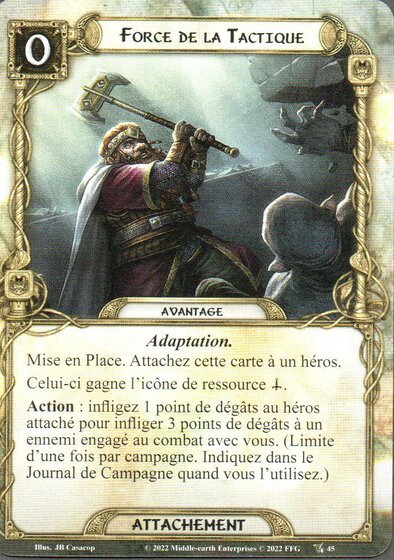 0
FORCE DE LA TACTIQUE
AVANTAGE
Adaptation.
Mise en Place. Attachez cette carte à un héros.
Celui-ci gagne l'icône de ressource .
Action : infligez 1 point de dégâts au héros
attaché pour infliger 3 points de dégâts à un
ennemi engagé au combat avec vous. (Limite
d'une fois par campagne. Indiquez dans le
Journal de Campagne quand vous l'utilisez.)
Illus. JB Casacop
© 2022 Middle-earth Enterprises © 2022 FFG
45
ATTACHEMENT